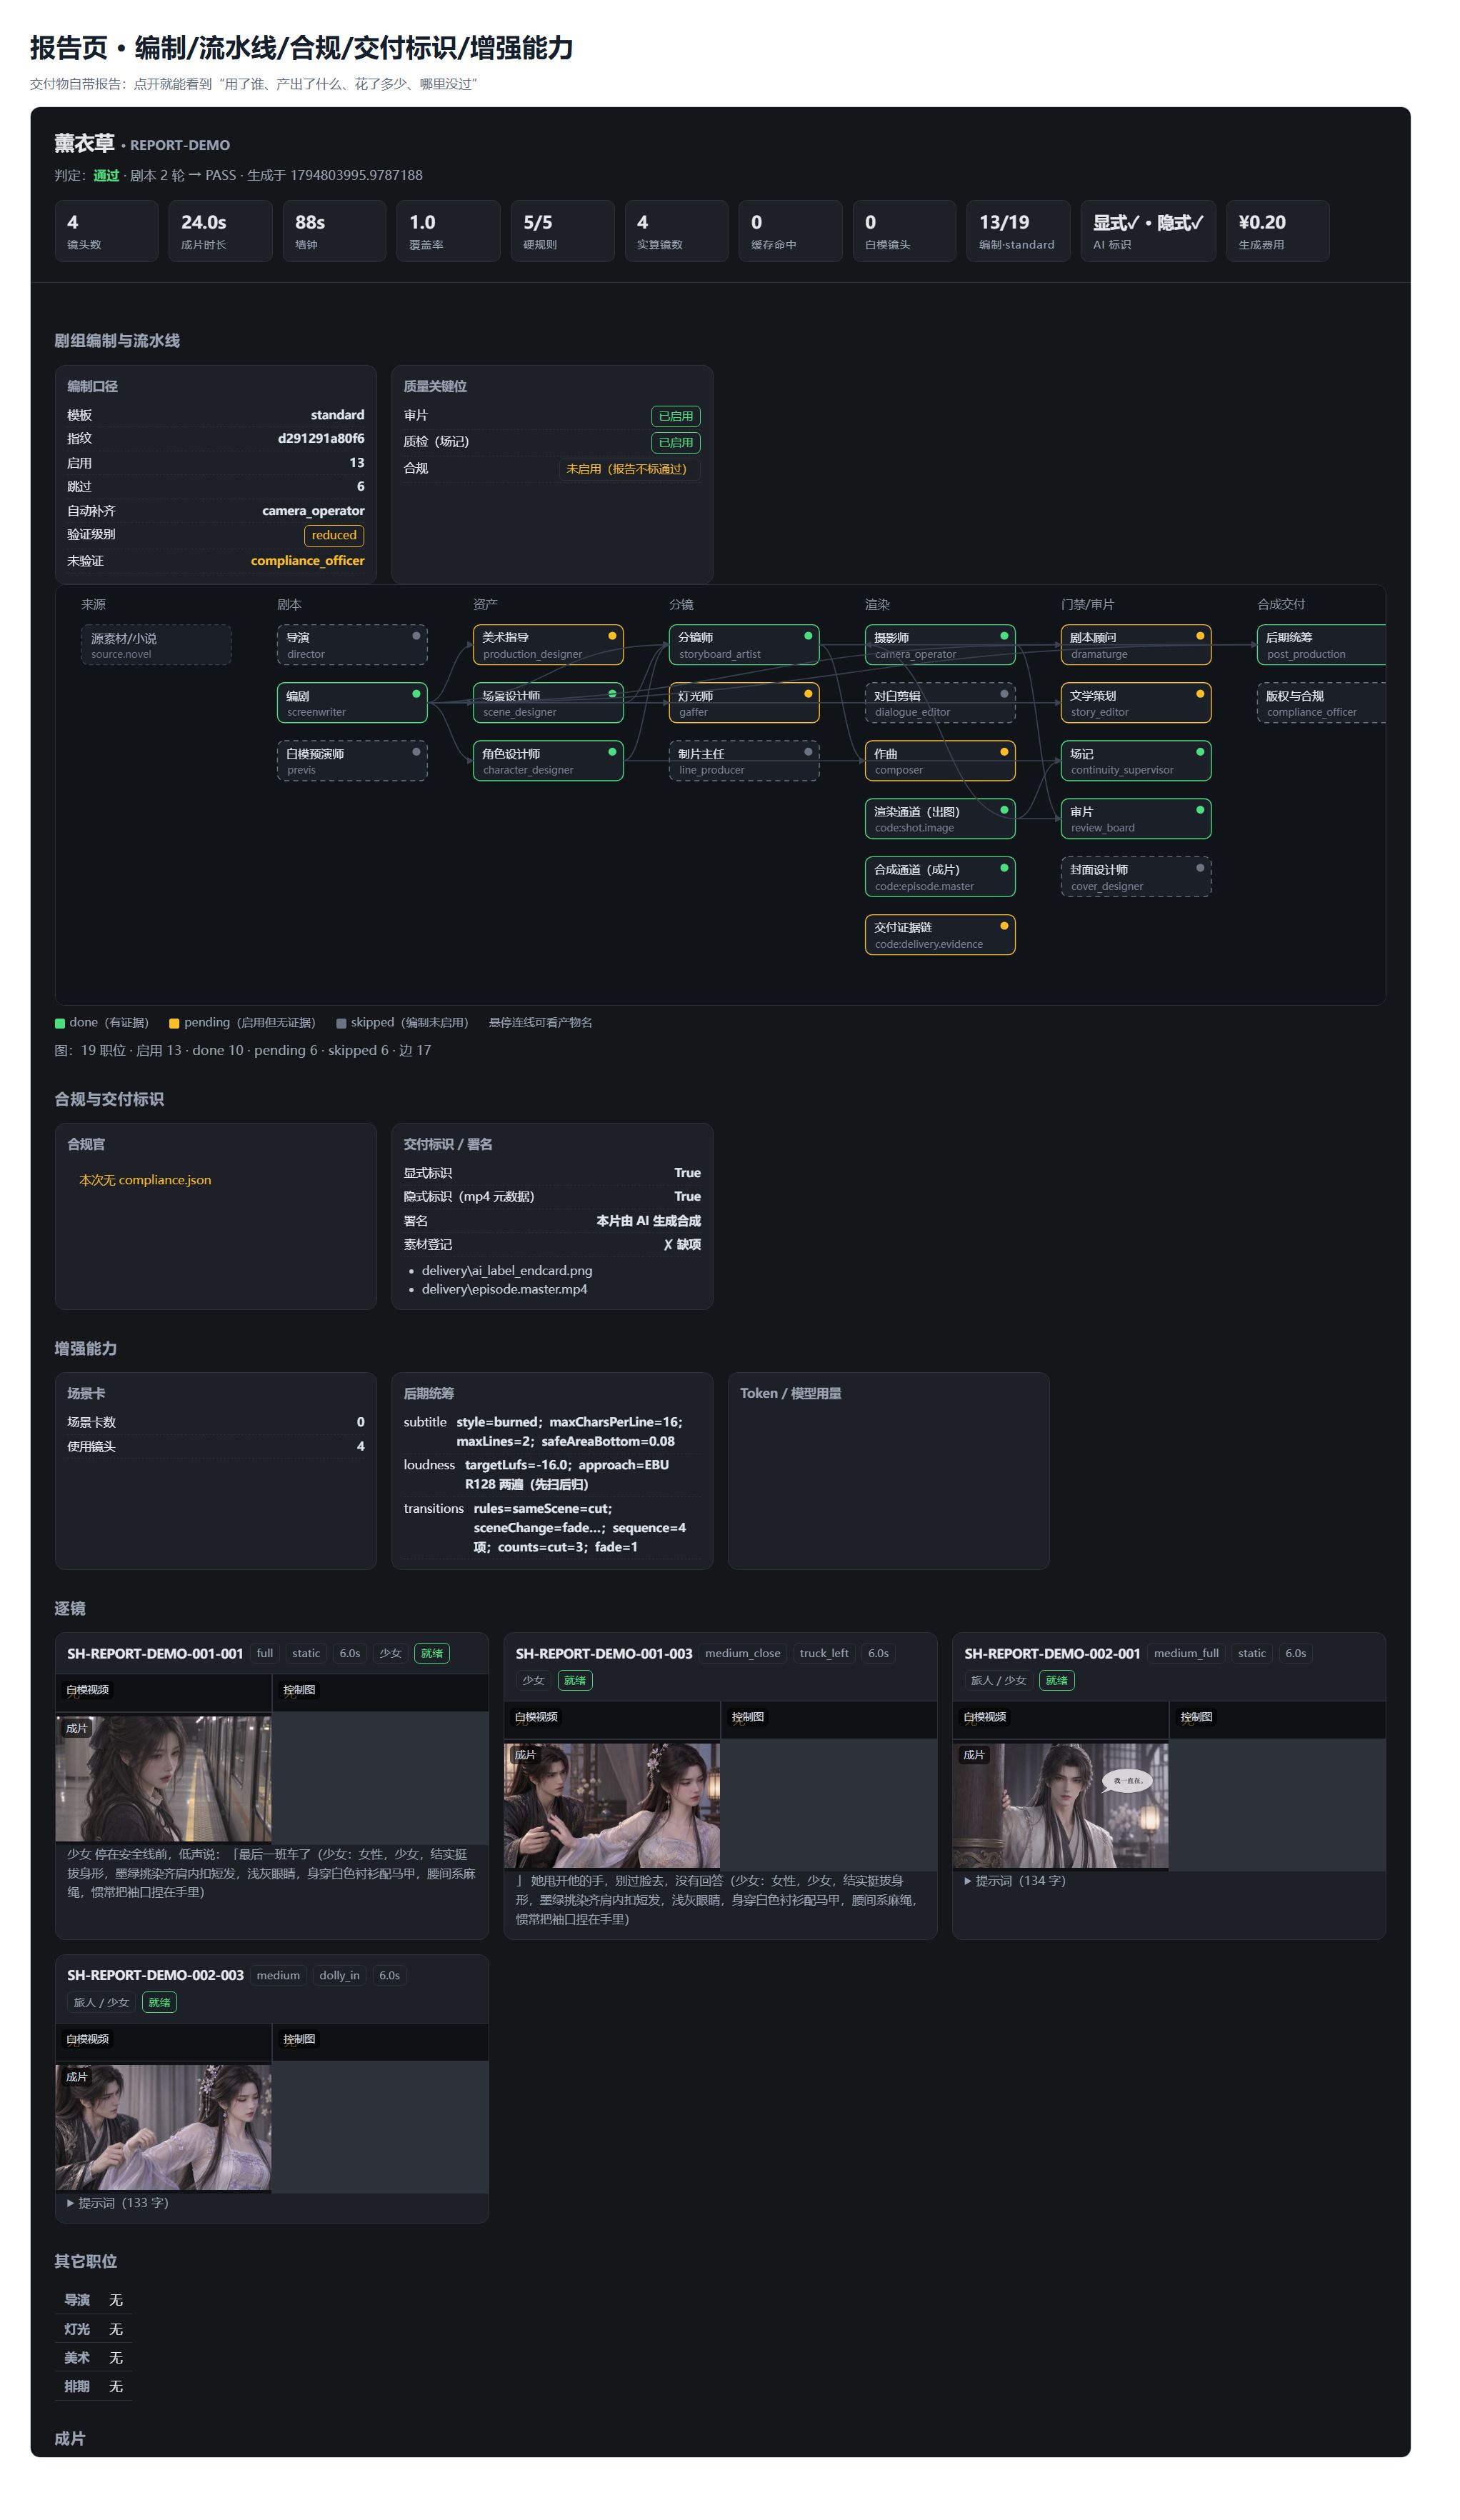 报告页 · 编制/流水线/合规/交付标识/增强能力
交付物自带报告：点开就能看到“用了谁、产出了什么、花了多少、哪里没过”
薰衣草 · REPORT-DEMO
判定：通过 · 剧本 2 轮 → PASS · 生成于 1794803995.9787188
4
镜头数
24.0s
成片时长
88s
墙钟
1.0
覆盖率
5/5
硬规则
4
实算镜数
0
缓存命中
0
白模镜头
13/19
编制·standard
显式✓ · 隐式✓
AI 标识
¥0.20
生成费用
剧组编制与流水线
编制口径
模板 standard
指纹 d291291a80f6
启用 13
跳过 6
自动补齐 camera_operator
验证级别 reduced
未验证 compliance_officer
质量关键位
审片 已启用
质检（场记） 已启用
合规 未启用（报告不标通过）
来源
源素材/小说
source.novel
剧本
导演
director
编剧
screenwriter
白模预演师
previs
资产
美术指导
production_designer
场景设计师
scene_designer
角色设计师
character_designer
分镜
分镜师
storyboard_artist
灯光师
gaffer
制片主任
line_producer
渲染
摄影师
camera_operator
对白剪辑
dialogue_editor
作曲
composer
渲染通道（出图）
code:shot.image
合成通道（成片）
code:episode.master
交付证据链
code:delivery.evidence
门禁/审片
剧本顾问
dramaturge
文学策划
story_editor
场记
continuity_supervisor
审片
review_board
封面设计师
cover_designer
合成交付
后期统筹
post_production
版权与合规
compliance_officer
done（有证据） pending（启用但无证据） skipped（编制未启用） 悬停连线可看产物名
图：19 职位 · 启用 13 · done 10 · pending 6 · skipped 6 · 边 17
合规与交付标识
合规官
本次无 compliance.json
交付标识 / 署名
显式标识 True
隐式标识（mp4 元数据） True
署名 本片由 AI 生成合成
素材登记 ✗ 缺项
• delivery\ai_label_endcard.png
• delivery\episode.master.mp4
增强能力
场景卡
场景卡数 0
使用镜头 4
后期统筹
subtitle style=burned；maxCharsPerLine=16；
maxLines=2；safeAreaBottom=0.08
loudness targetLufs=-16.0；approach=EBU
R128 两遍（先扫后归）
transitions rules=sameScene=cut;
sceneChange=fade…；sequence=4
项；counts=cut=3；fade=1
Token / 模型用量
逐镜
SH-REPORT-DEMO-001-001 full static 6.0s 少女 就绪
白模视频
控制图
成片
少女 停在安全线前，低声说：「最后一班车了（少女：女性，少女，结实挺
拔身形，墨绿挑染齐肩内扣短发，浅灰眼睛，身穿白色衬衫配马甲，腰间系麻
绳，惯常把袖口捏在手里）
SH-REPORT-DEMO-001-003 medium_close truck_left 6.0s
少女 就绪
白模视频
控制图
成片
」 她甩开他的手，别过脸去，没有回答（少女：女性，少女，结实挺拔身
形，墨绿挑染齐肩内扣短发，浅灰眼睛，身穿白色衬衫配马甲，腰间系麻绳，
惯常把袖口捏在手里）
SH-REPORT-DEMO-002-001 medium_full static 6.0s
旅人 / 少女 就绪
白模视频
控制图
成片
我一直在。
▶ 提示词（134 字）
SH-REPORT-DEMO-002-003 medium dolly_in 6.0s
旅人 / 少女 就绪
白模视频
控制图
成片
▶ 提示词（133 字）
其它职位
导演 无
灯光 无
美术 无
排期 无
成片